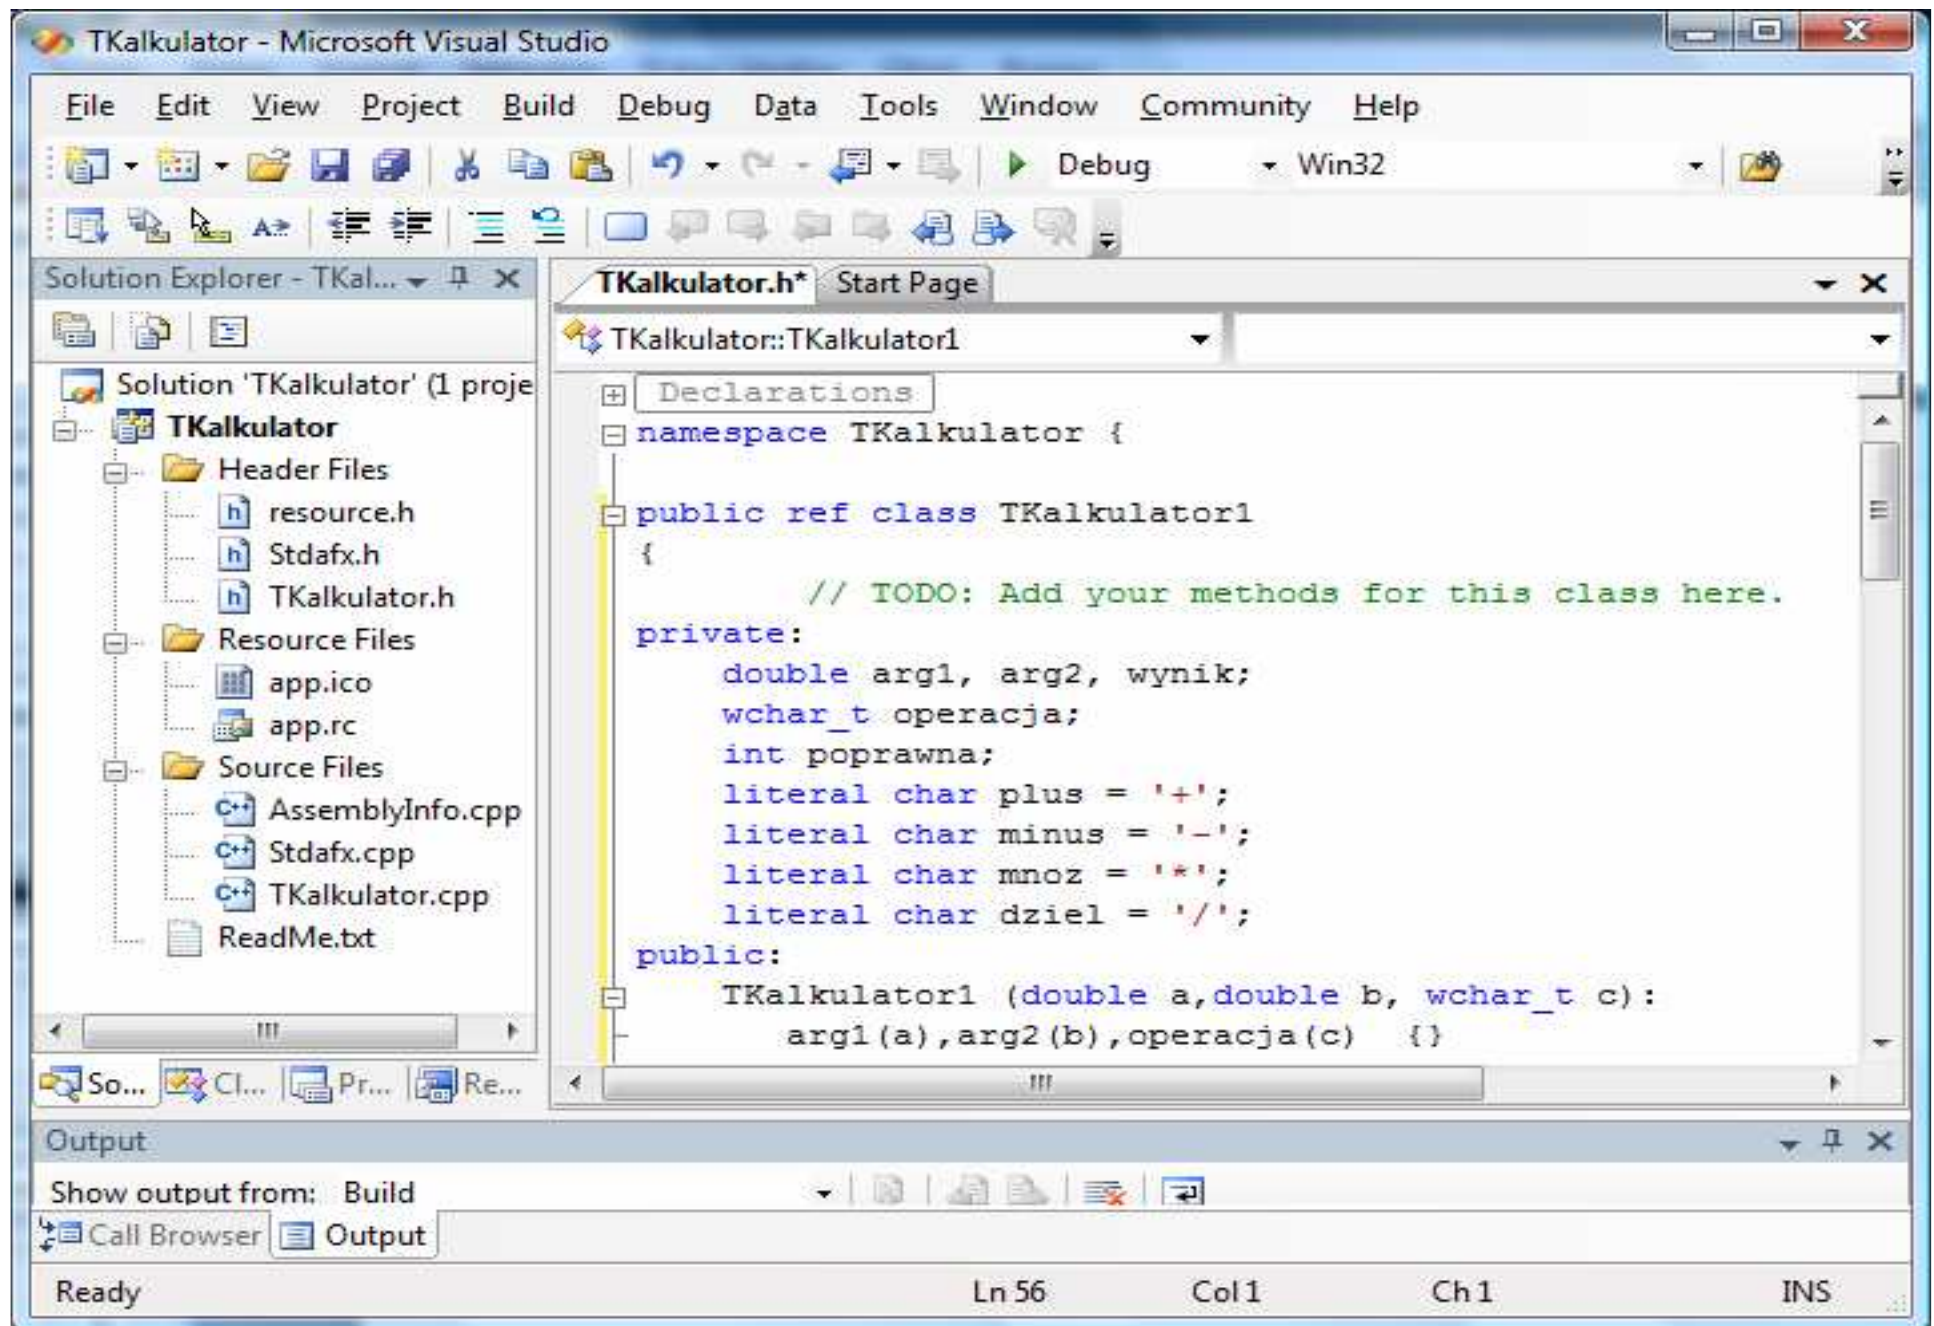 TKalkulator - Microsoft Visual Studio
File Edit View Project Build Debug Data Tools Window Community Help
Debug Win32
Solution Explorer - TKal...
Solution 'TKalkulator' (1 proje
TKalkulator
Header Files
resource.h
Stdafx.h
TKalkulator.h
Resource Files
app.ico
app.rc
Source Files
AssemblyInfo.cpp
Stdafx.cpp
TKalkulator.cpp
ReadMe.txt
So... Cl... Pr... Re...
TKalkulator.h* Start Page
TKalkulator::TKalkulator1
Declarations
namespace TKalkulator {
public ref class TKalkulator1
{
// TODO: Add your methods for this class here.
private:
double arg1, arg2, wynik;
wchar_t operacja;
int poprawna;
literal char plus = '+';
literal char minus = '-';
literal char mnoz = '*';
literal char dziel = '/';
public:
TKalkulator1 (double a,double b, wchar_t c):
arg1(a),arg2(b),operacja(c) {}
Output
Show output from: Build
Call Browser Output
Ready Ln 56 Col 1 Ch 1 INS